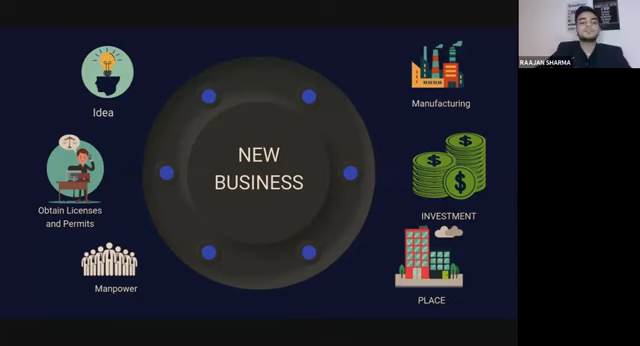 Idea
Obtain Licenses
and Permits
Manpower
NEW
BUSINESS
Manufacturing
INVESTMENT
PLACE
RAAJAN SHARMA